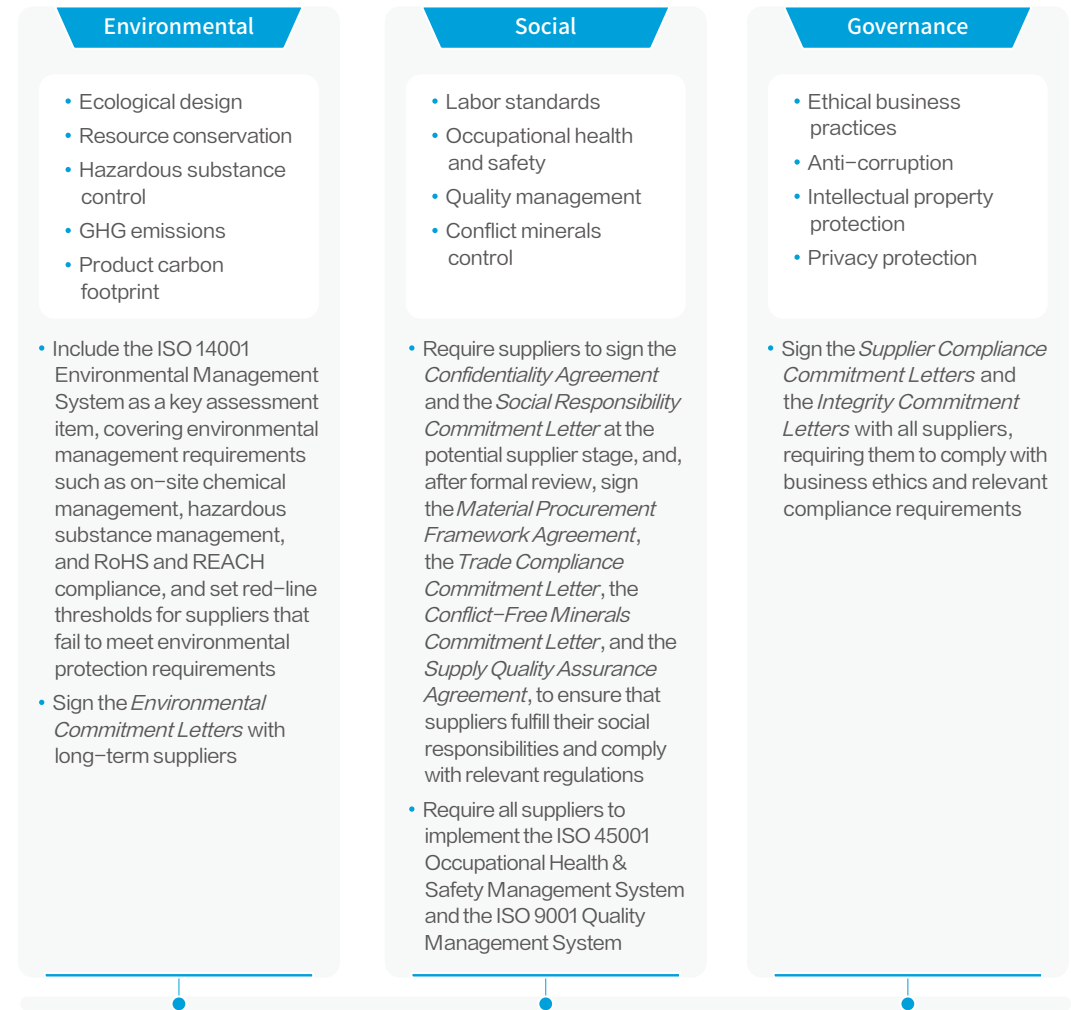 Environmental
• Ecological design
• Resource conservation
• Hazardous substance
control
• GHG emissions
• Product carbon
footprint
• Include the ISO 14001
Environmental Management
System as a key assessment
item, covering environmental
management requirements
such as on-site chemical
management, hazardous
substance management,
and RoHS and REACH
compliance, and set red-line
thresholds for suppliers that
fail to meet environmental
protection requirements
• Sign the Environmental
Commitment Letters with
long-term suppliers
Social
• Labor standards
• Occupational health
and safety
• Quality management
• Conflict minerals
control
• Require suppliers to sign the
Confidentiality Agreement
and the Social Responsibility
Commitment Letter at the
potential supplier stage, and,
after formal review, sign
the Material Procurement
Framework Agreement,
the Trade Compliance
Commitment Letter, the
Conflict-Free Minerals
Commitment Letter, and the
Supply Quality Assurance
Agreement, to ensure that
suppliers fulfill their social
responsibilities and comply
with relevant regulations
• Require all suppliers to
implement the ISO 45001
Occupational Health &
Safety Management System
and the ISO 9001 Quality
Management System
Governance
• Ethical business
practices
• Anti-corruption
• Intellectual property
protection
• Privacy protection
• Sign the Supplier Compliance
Commitment Letters and
the Integrity Commitment
Letters with all suppliers,
requiring them to comply with
business ethics and relevant
compliance requirements